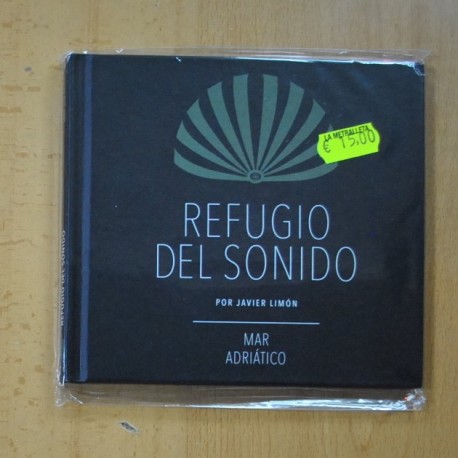 LA METRALLETA
€ 15,00
REFUGIO
DEL SONIDO
POR JAVIER LIMÓN
MAR
ADRIÁTICO
REFUGIO DEL SONIDO